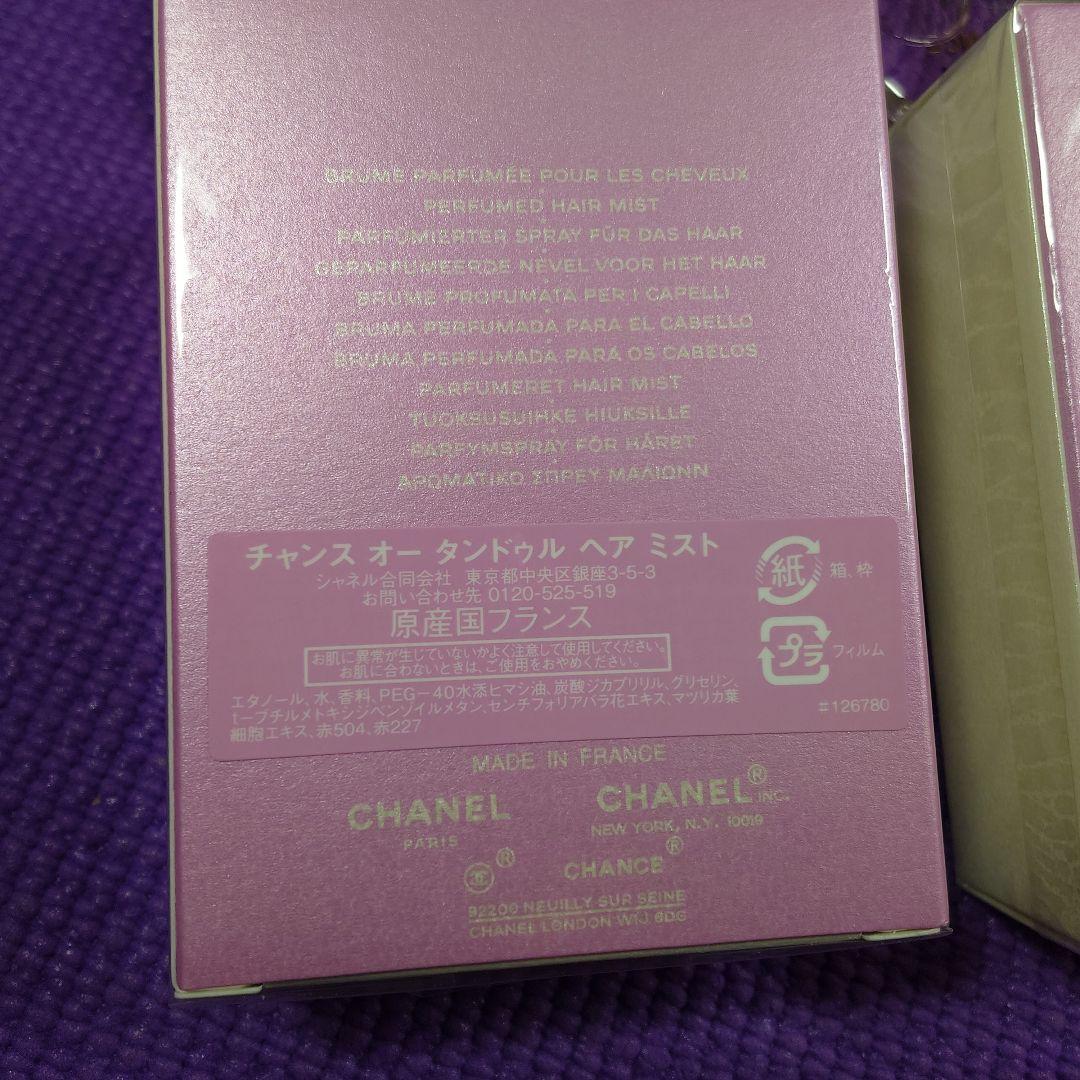 BRUME PARFUMÉE POUR LES CHEVEUX
PERFUMED HAIR MIST
PARFÜMIERTER SPRAY FÜR DAS HAAR
GEPARFUMEERDE NEVEL VOOR HET HAAR
BRUME PROFUMATA PER I CAPELLI
BRUMA PERFUMADA PARA EL CABELLO
BRUMA PERFUMADA PARA OS CABELOS
PARFUMERET HAIR MIST
TUOKSUSUIHKE HIUKSILLE
PARFYMSPRAY FÖR HÅRET
ΑΡΩΜΑΤΙΚΟ ΣΠΡΕΥ ΜΑΛΛΙΩΝ
チャンス オー タンドゥル ヘア ミスト
シャネル合同会社 東京都中央区銀座3-5-3
お問い合わせ先 0120-525-519
原産国フランス
お肌に異常が生じていないかよく注意して使用してください。
お肌に合わないときは、ご使用をおやめください。
エタノール、水、香料、PEG-40水添ヒマシ油、炭酸ジカプリリル、グリセリン、
t-ブチルメトキシジベンゾイルメタン、センチフォリアバラ花エキス、マツリカ葉
細胞エキス、赤504、赤227
紙 箱、枠
プラ フィルム
#126780
MADE IN FRANCE
CHANEL
PARIS
CHANEL® INC.
NEW YORK, N.Y. 10019
® CHANCE®
92200 NEUILLY SUR SEINE
CHANEL LONDON W1J 6DG